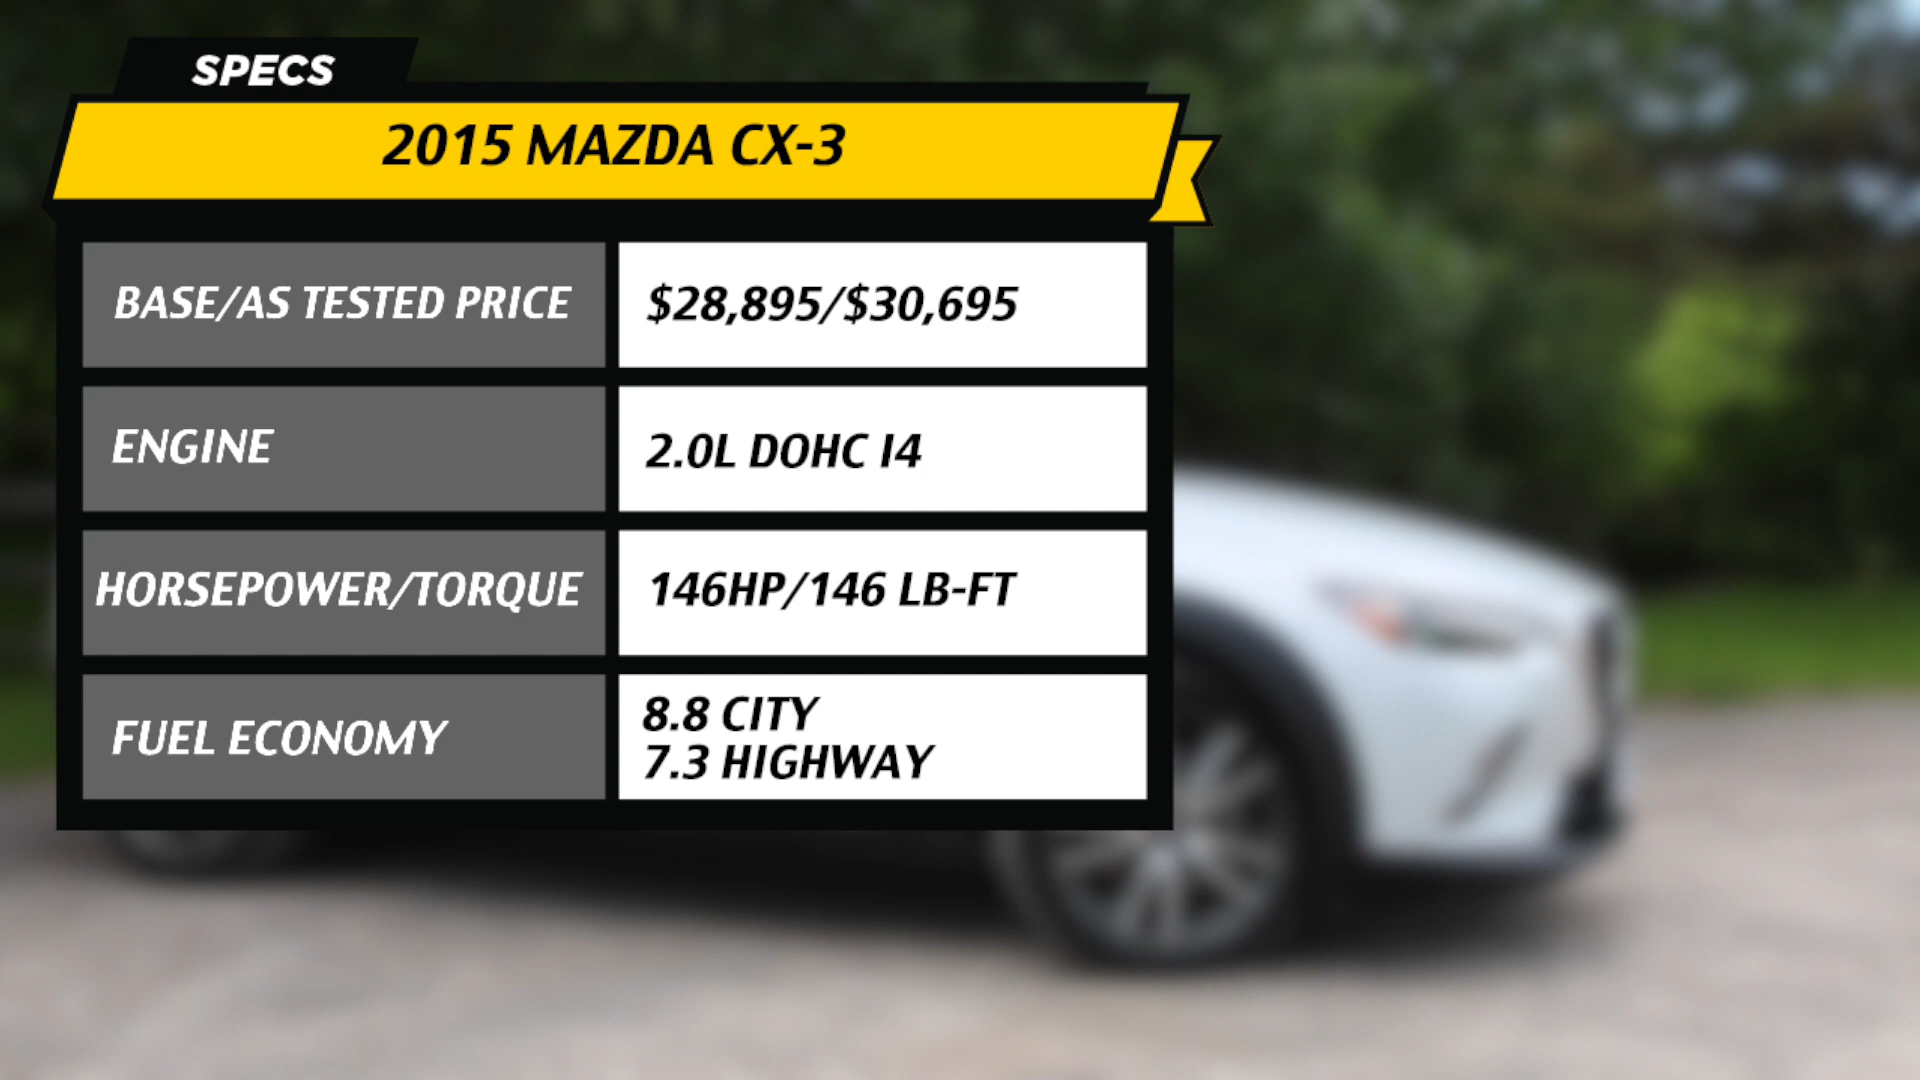 SPECS
2015 MAZDA CX-3
BASE/AS TESTED PRICE
$28,895/$30,695
ENGINE
2.0L DOHC I4
HORSEPOWER/TORQUE
146HP/146 LB-FT
FUEL ECONOMY
8.8 CITY
7.3 HIGHWAY